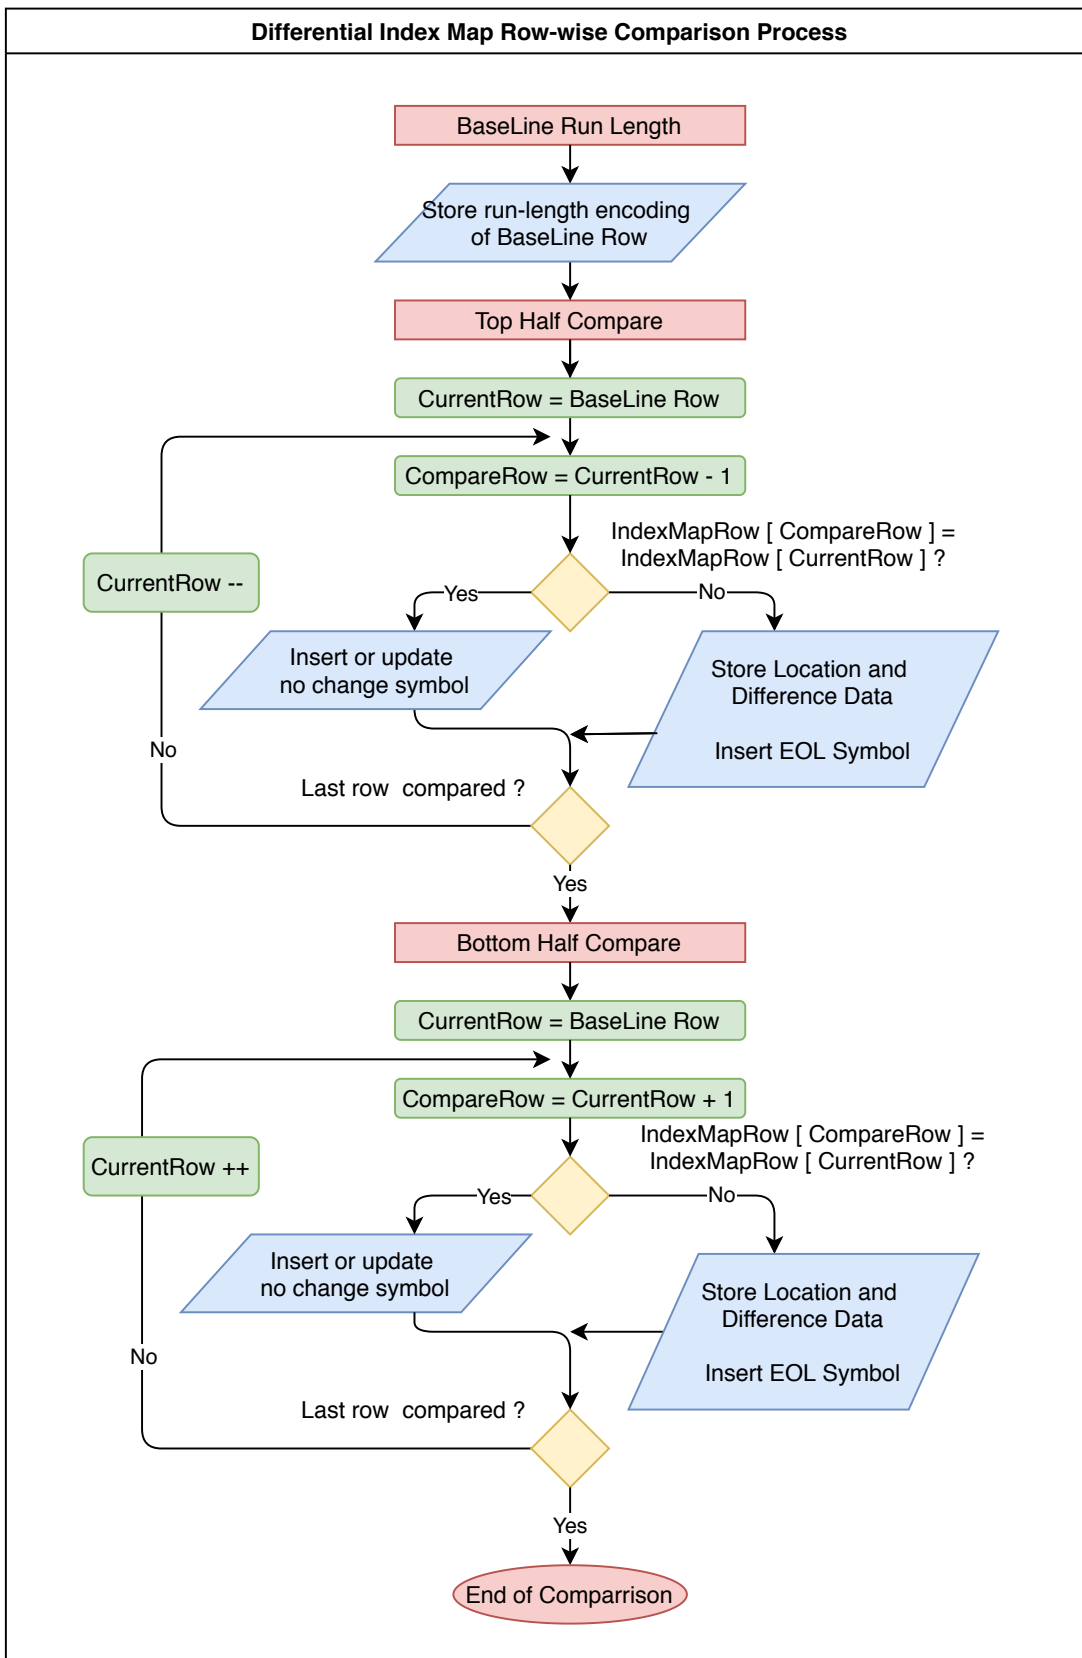 Differential Index Map Row-wise Comparison Process
BaseLine Run Length
Store run-length encoding
of BaseLine Row
Top Half Compare
CurrentRow = BaseLine Row
CompareRow = CurrentRow - 1
IndexMapRow [ CompareRow ] =
IndexMapRow [ CurrentRow ] ?
CurrentRow --
Yes
No
Insert or update
no change symbol
Store Location and
Difference Data
Insert EOL Symbol
No
Last row  compared ?
Yes
Bottom Half Compare
CurrentRow = BaseLine Row
CompareRow = CurrentRow + 1
IndexMapRow [ CompareRow ] =
IndexMapRow [ CurrentRow ] ?
CurrentRow ++
Yes
No
Insert or update
no change symbol
Store Location and
Difference Data
Insert EOL Symbol
No
Last row  compared ?
Yes
End of Comparrison